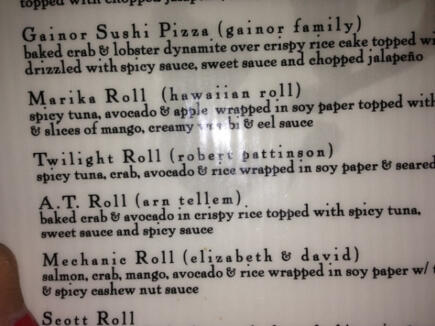 topped with chopped
Gainor Sushi Pizza (gainor family)
baked crab & lobster dynamite over crispy rice cake topped
drizzled with spicy sauce, sweet sauce and chopped jalapeño
Marika Roll (hawaiian roll)
spicy tuna, avocado & apple wrapped in soy paper topped with
& slices of mango, creamy & eel sauce
Twilight Roll (robert pattinson)
spicy tuna, crab, avocado & rice wrapped in soy paper & seared
A.T. Roll (arn tellem)
baked crab & avocado in crispy rice topped with spicy tuna,
sweet sauce and spicy sauce
Mechanic Roll (elizabeth & david)
salmon, crab, mango, avocado & rice wrapped in soy paper w/
& spicy cashew nut sauce
Scott Roll